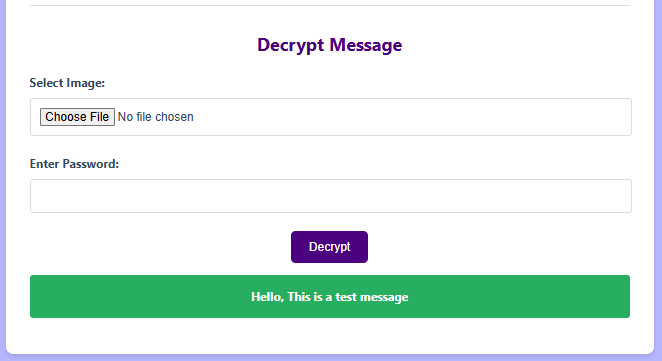 Decrypt Message
Select Image:
Choose File No file chosen
Enter Password:
Decrypt
Hello, This is a test message